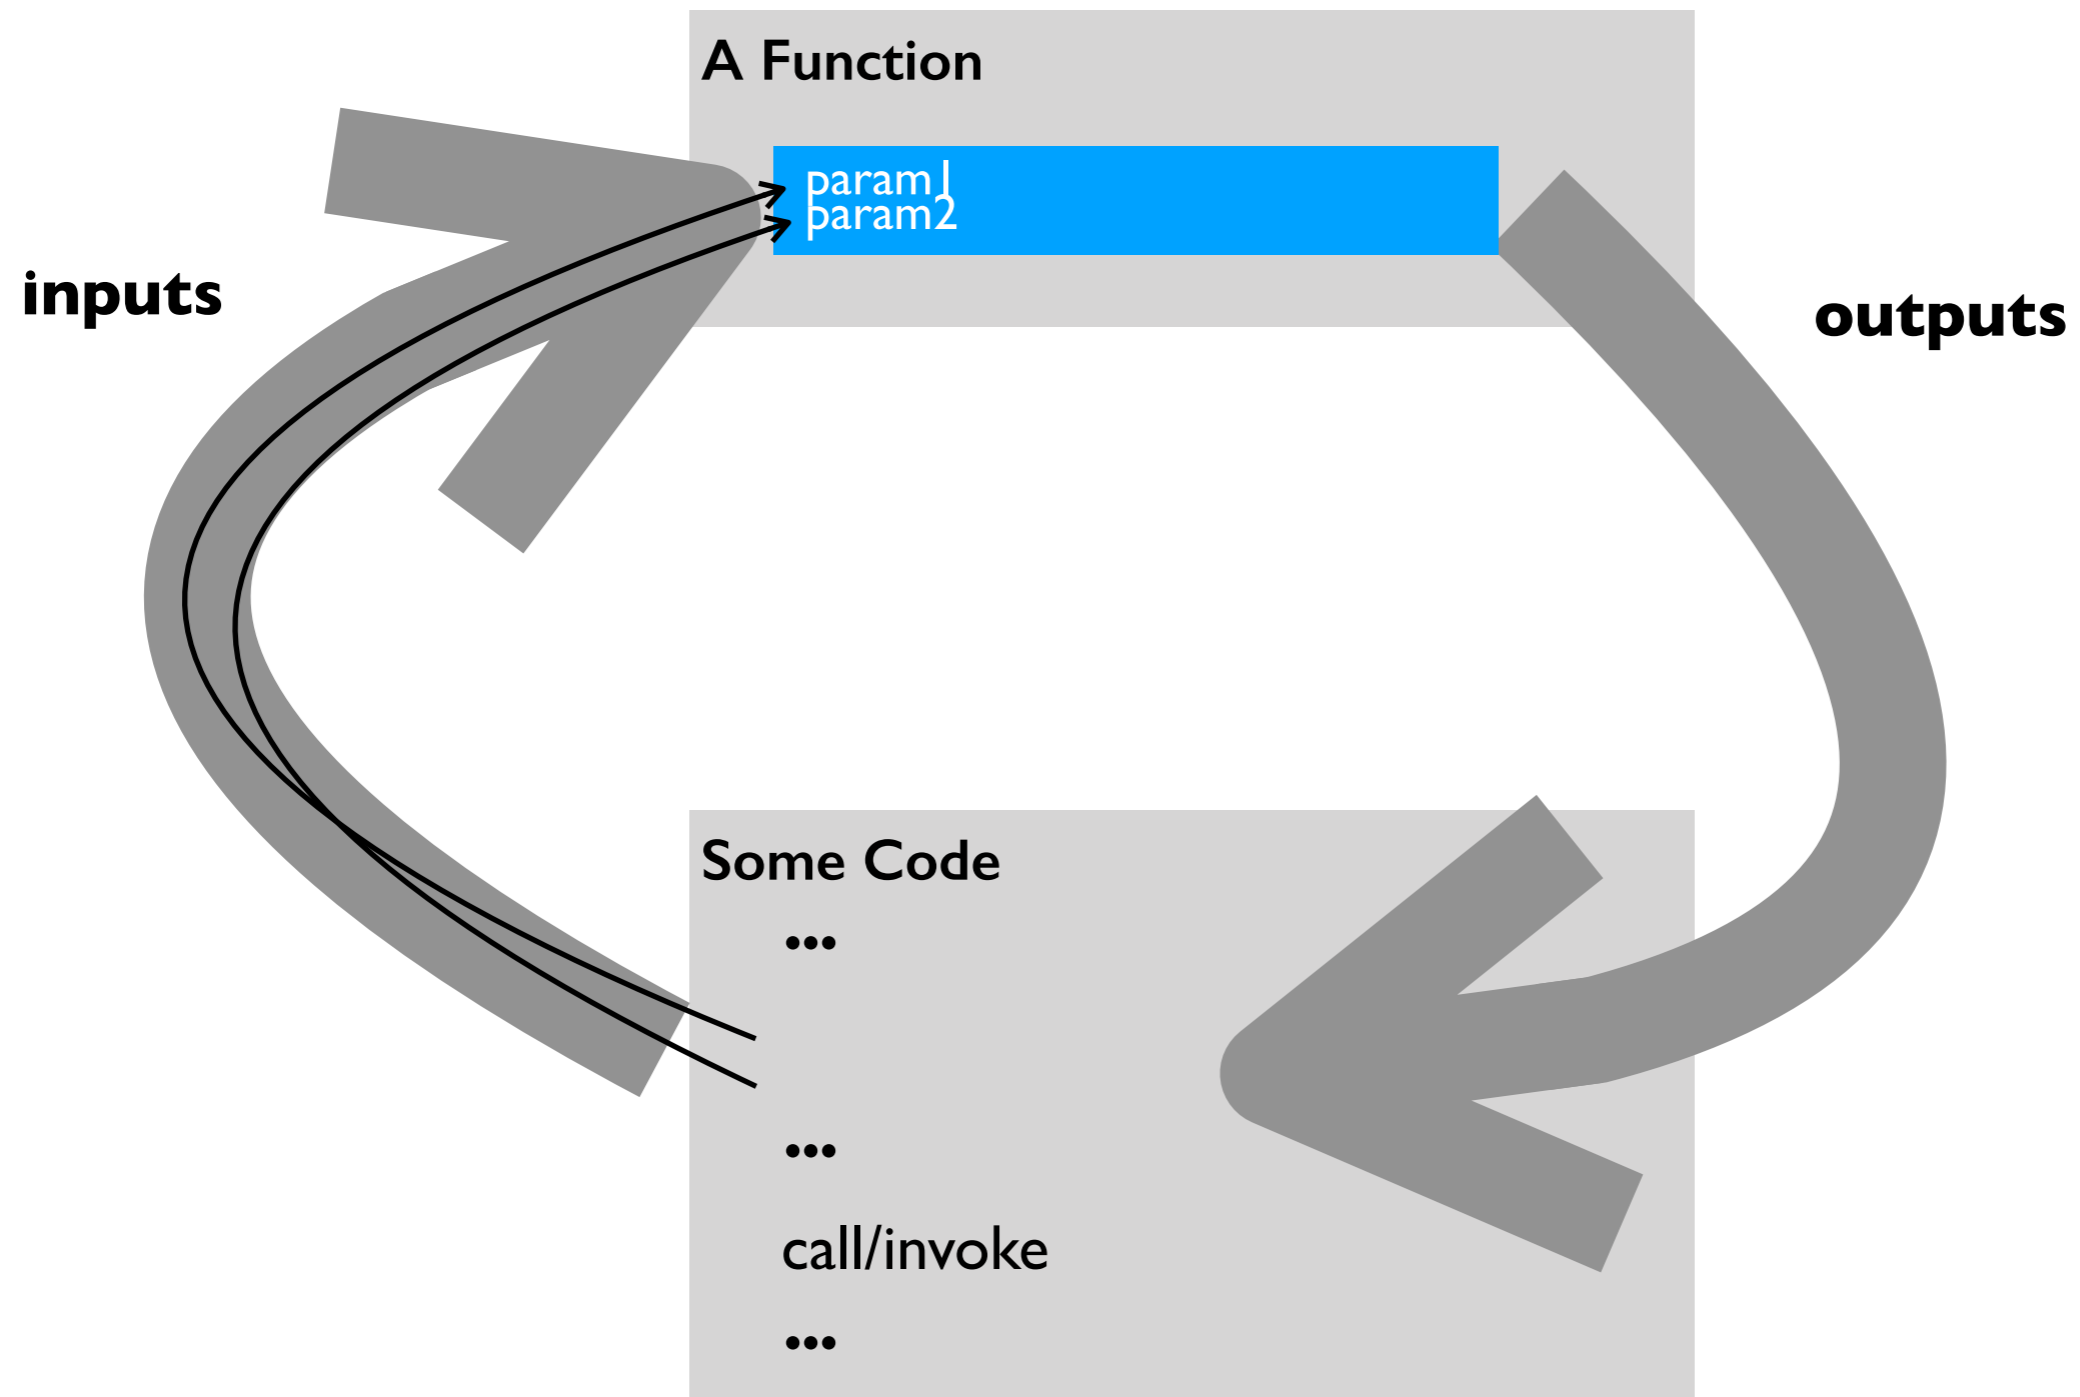 A Function
param1
param2
inputs
outputs
Some Code
...
...
call/invoke
...